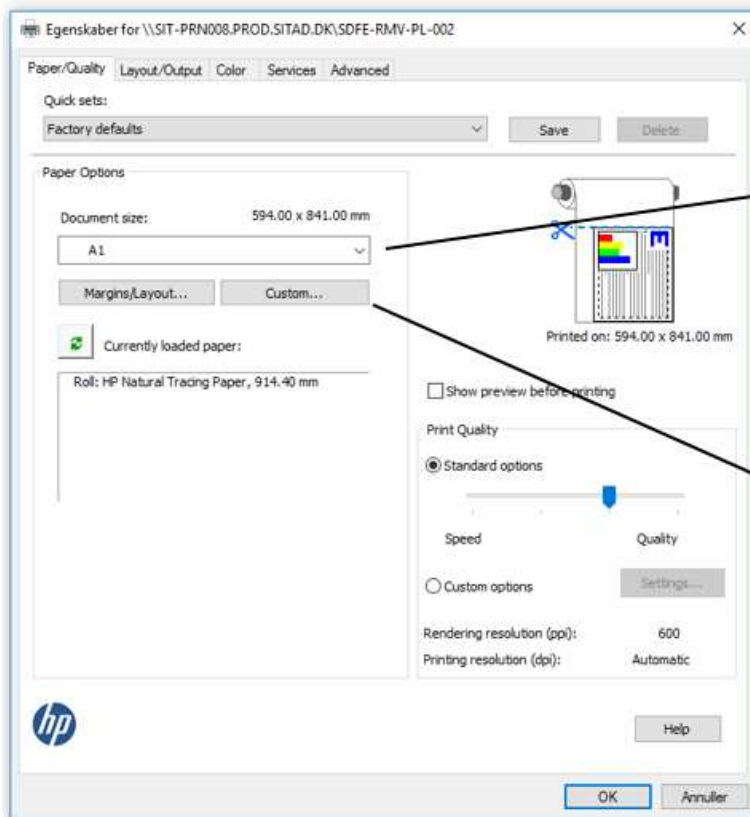 Egenskaber for \\SIT-PRN008.PROD.SITAD.DK\SDFE-RMV-PL-002
Paper/Quality Layout/Output Color Services Advanced
Quick sets:
Factory defaults
Save
Delete
Paper Options
Document size: 594.00 x 841.00 mm
A1
Margins/Layout...
Custom...
Currently loaded paper:
Roll: HP Natural Tracing Paper, 914.40 mm
E
Printed on: 594.00 x 841.00 mm
Show preview before printing
Print Quality
Standard options
Speed Quality
Custom options
Settings...
Rendering resolution (ppi): 600
Printing resolution (dpi): Automatic
hp
Help
OK
Annuller